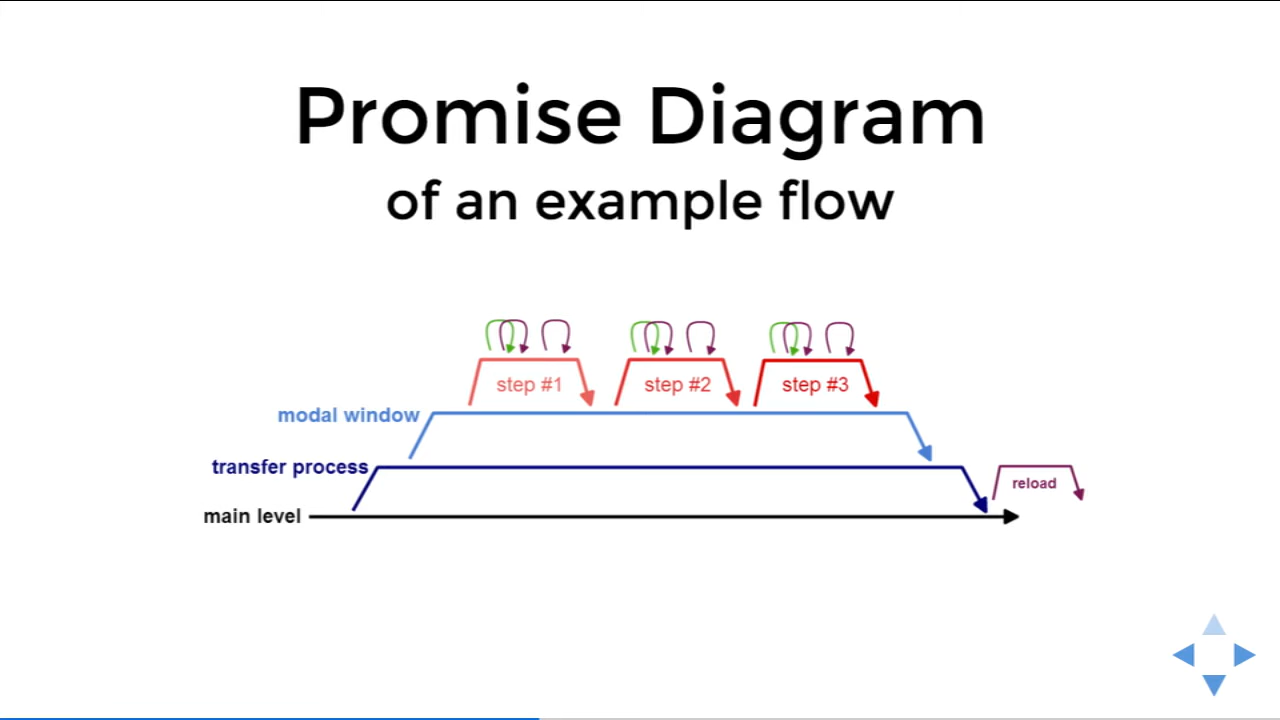 Promise Diagram
of an example flow
step #1
step #2
step #3
modal window
transfer process
reload
main level